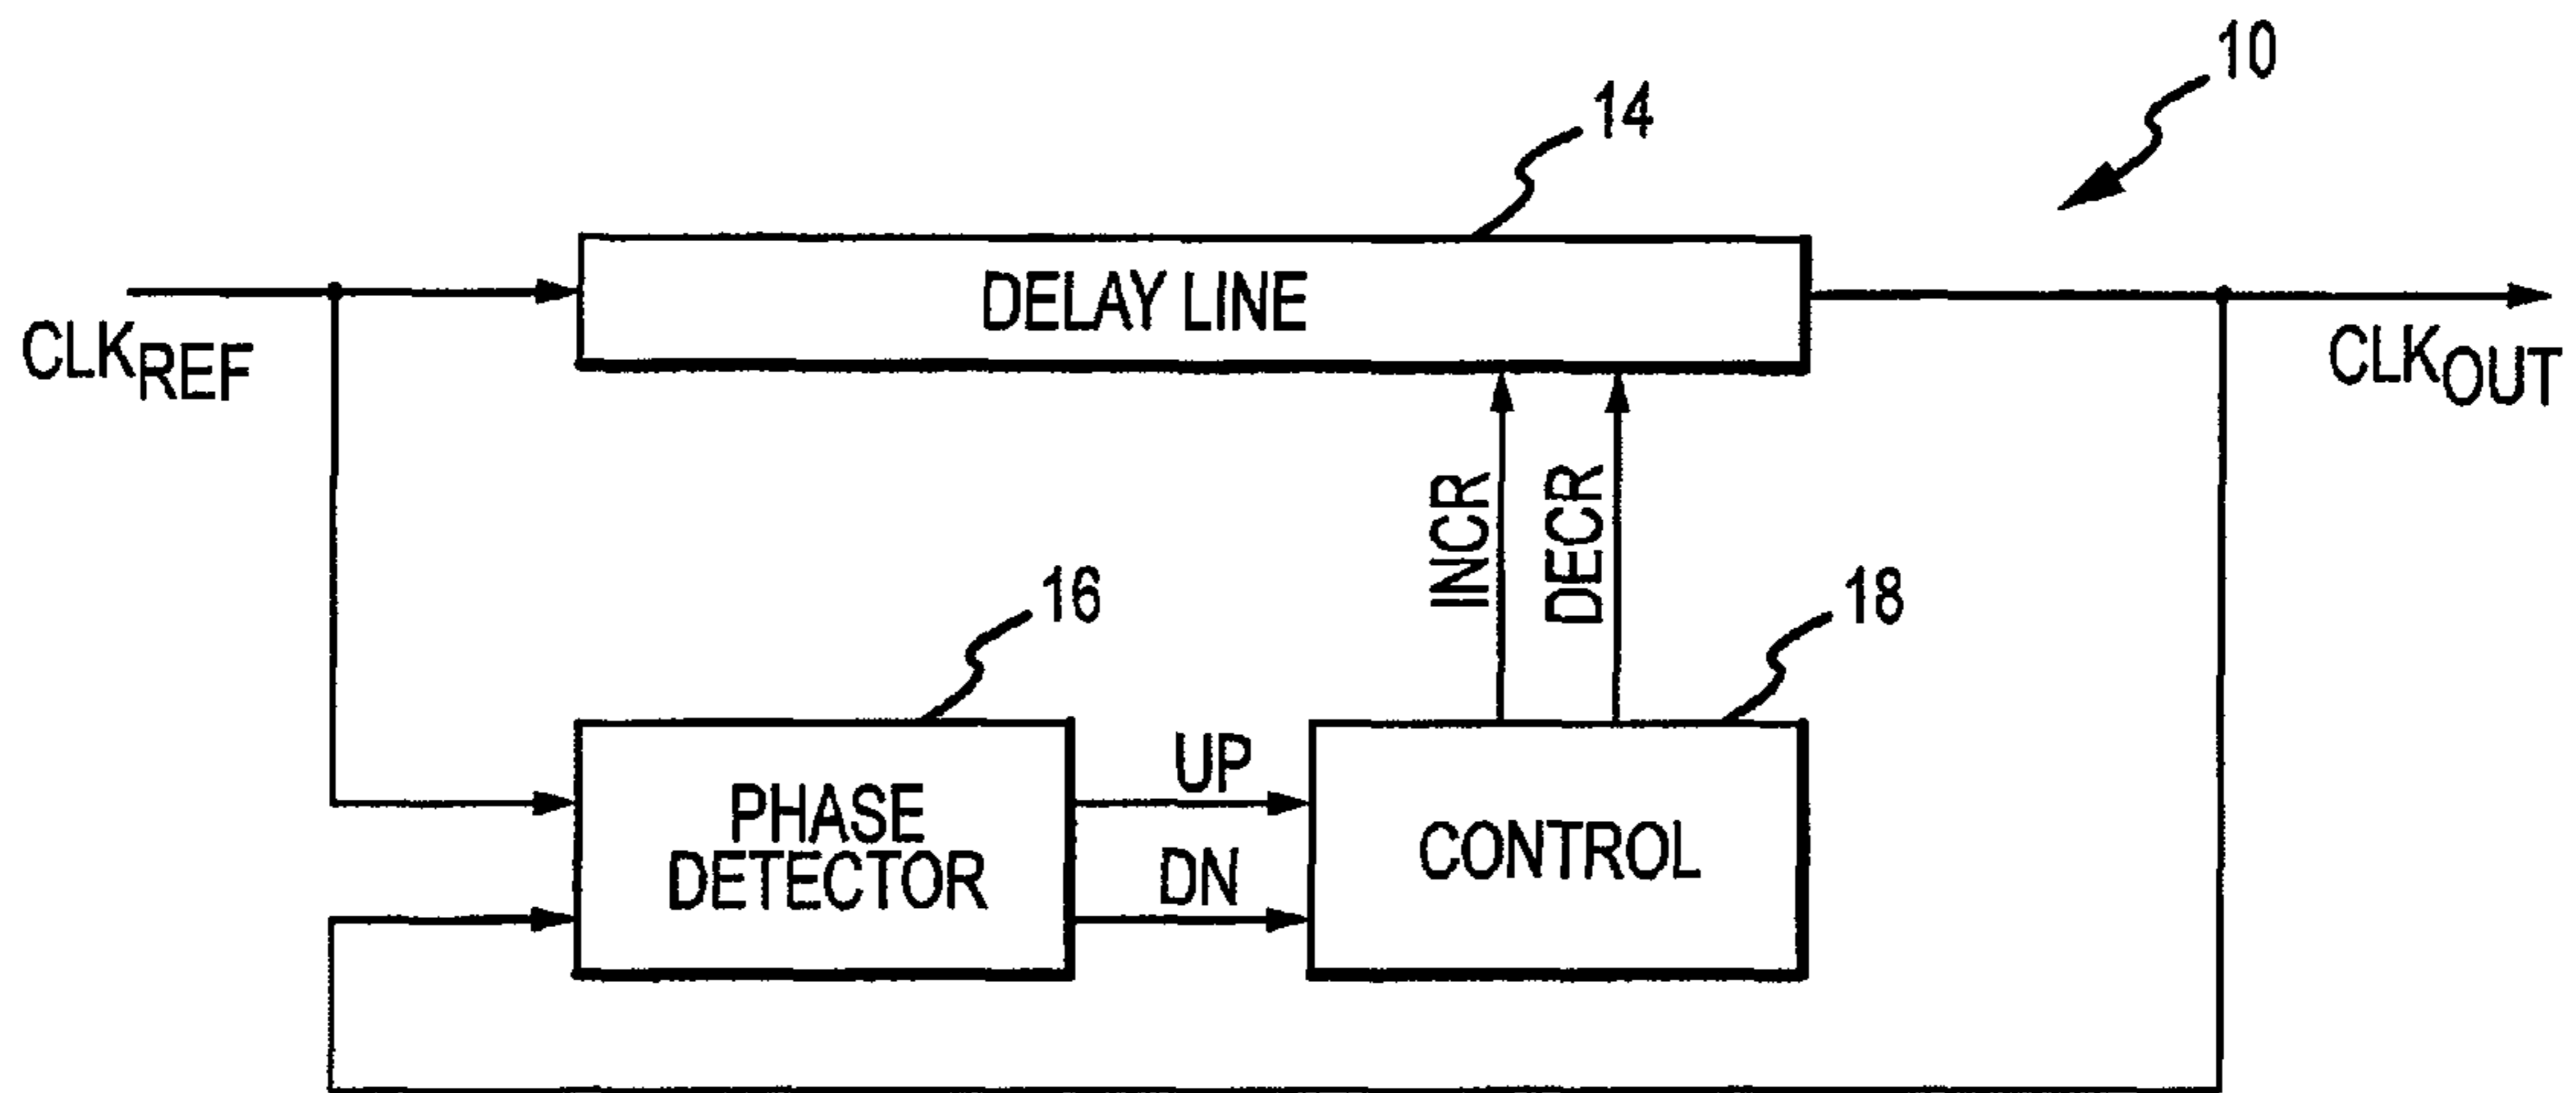 10
14
DELAY LINE
CLKREF
CLKOUT
INCR
DECR
16
18
UP
PHASE
DETECTOR
CONTROL
DN